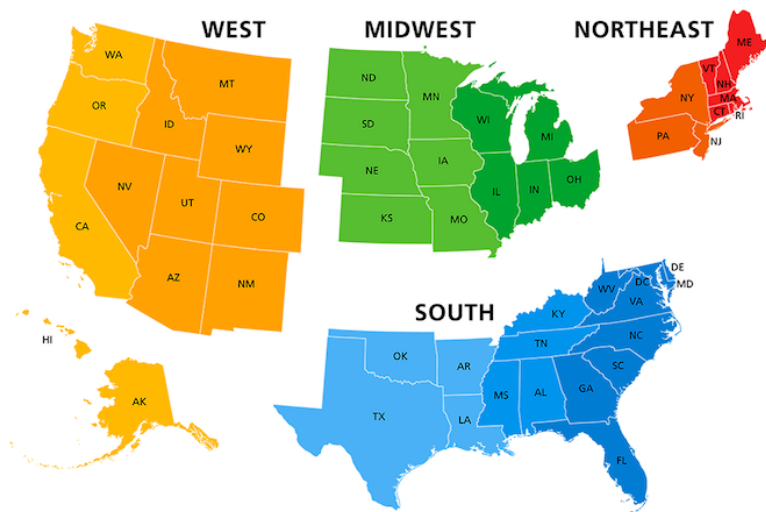 WEST
WA
OR
MT
ID
WY
NV
UT
CO
CA
AZ
NM
HI
AK
MIDWEST
ND
MN
SD
WI
MI
NE
IA
IL
IN
OH
KS
MO
NORTHEAST
ME
VT
NH
NY
MA
CT
RI
PA
NJ
SOUTH
DE
WV
DC
MD
VA
KY
NC
TN
OK
AR
SC
MS
AL
GA
TX
LA
FL